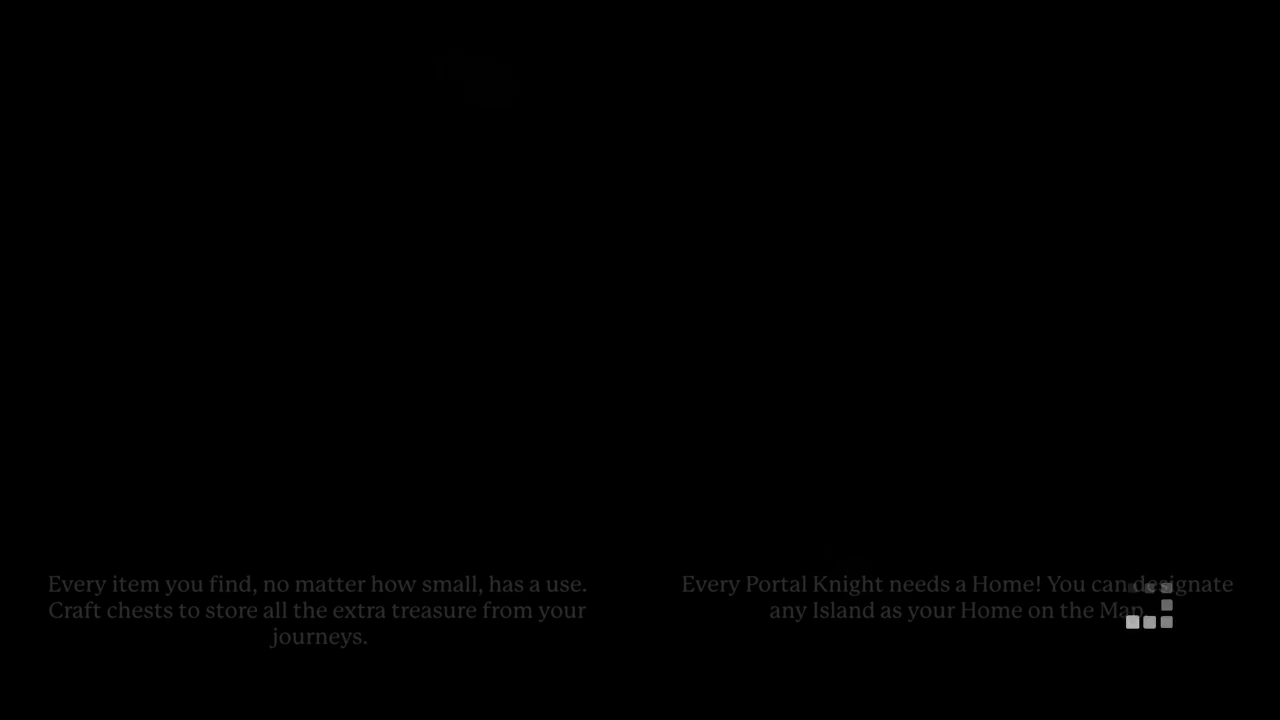 Every item you find, no matter how small, has a use.
Craft chests to store all the extra treasure from your
journeys.
Every Portal Knight needs a Home! You can designate
any Island as your Home on the Map.